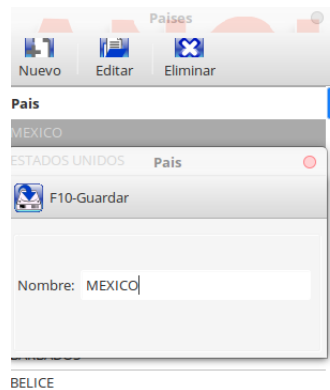 Paises
Nuevo Editar Eliminar
Pais
MEXICO
ESTADOS UNIDOS
Pais
F10-Guardar
Nombre: MEXICO
BELICE